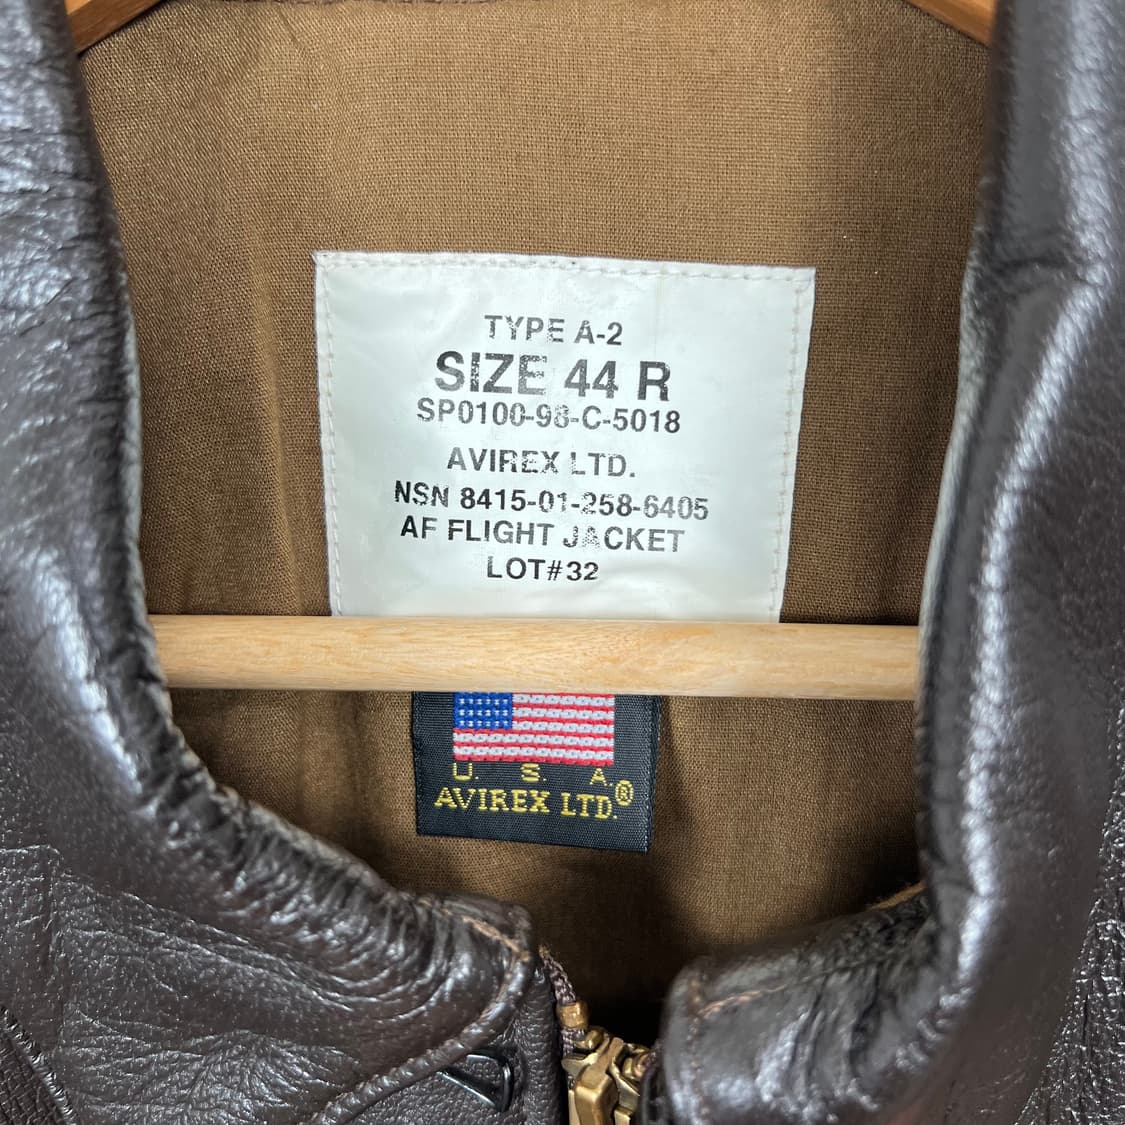 TYPE A-2
SIZE 44 R
SP0100-98-C-5018
AVIREX LTD.
NSN 8415-01-258-6405
AF FLIGHT JACKET
LOT#32
U. S. A.
AVIREX LTD.®